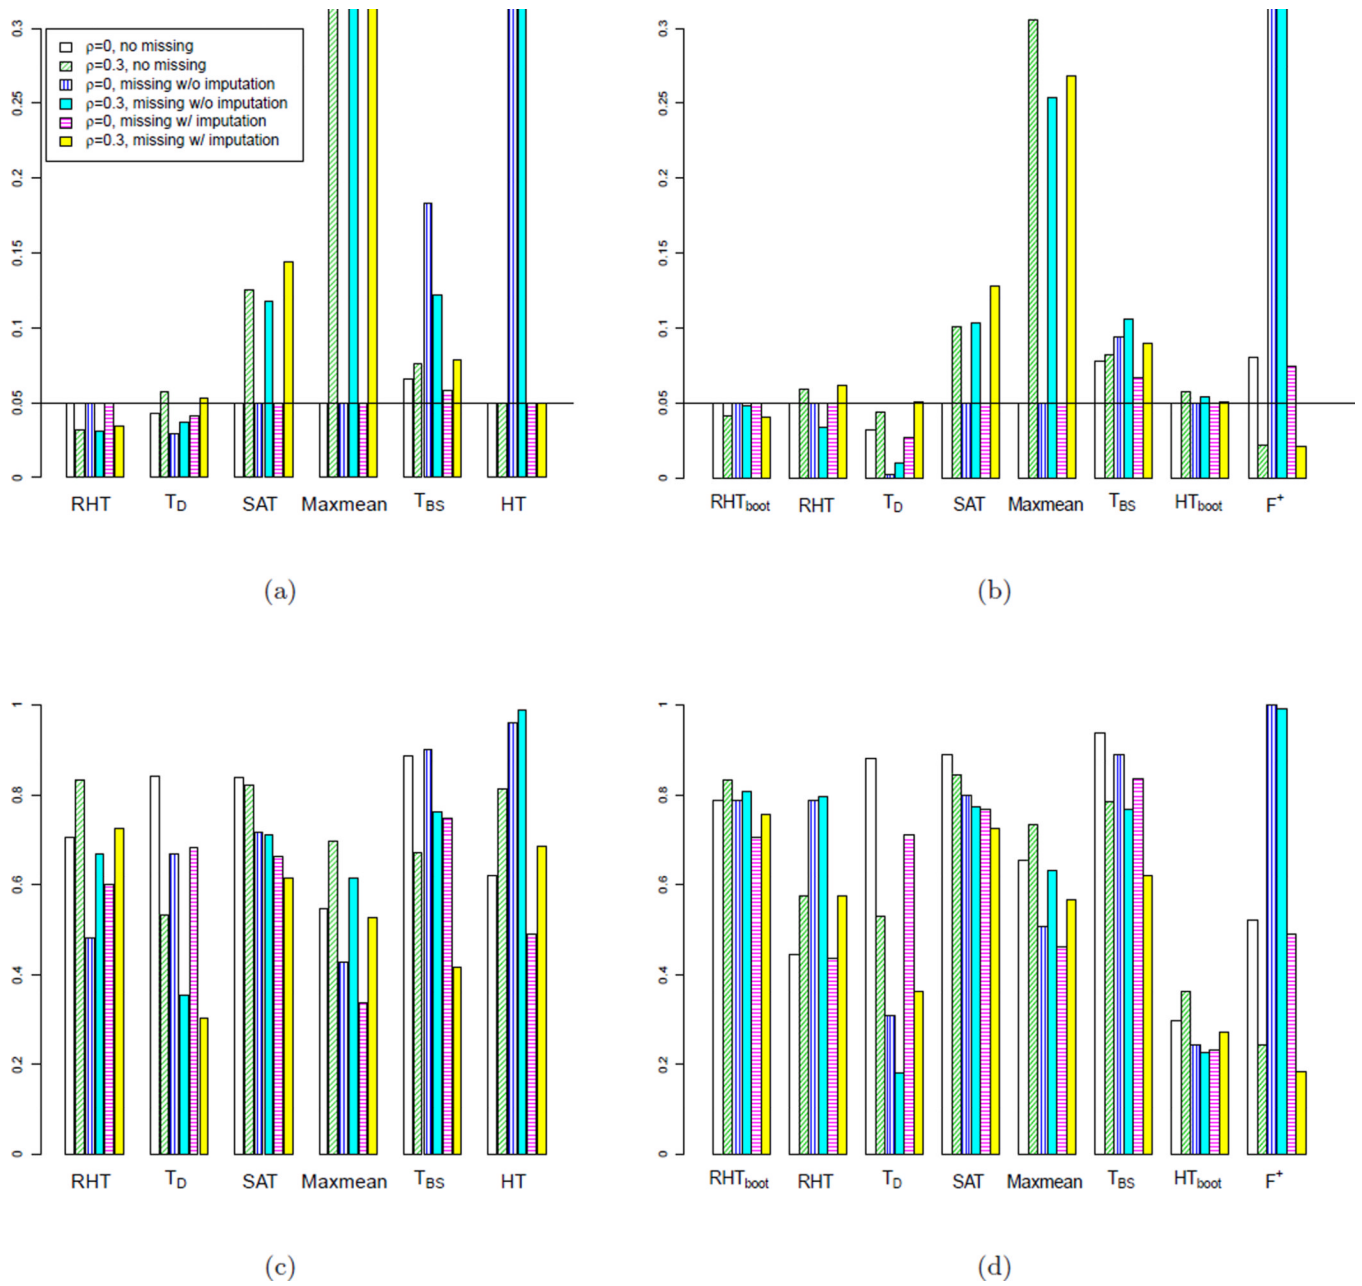 0.3
0.25
0.2
0.15
0.1
0.05
0
ρ=0, no missing
ρ=0.3, no missing
ρ=0, missing w/o imputation
ρ=0.3, missing w/o imputation
ρ=0, missing w/ imputation
ρ=0.3, missing w/ imputation
RHT TD SAT Maxmean TBS HT
(a)
0.3
0.25
0.2
0.15
0.1
0.05
0
RHTboot RHT TD SAT Maxmean TBS HTboot F+
(b)
1
0.8
0.6
0.4
0.2
0
RHT TD SAT Maxmean TBS HT
(c)
1
0.8
0.6
0.4
0.2
0
RHTboot RHT TD SAT Maxmean TBS HTboot F+
(d)